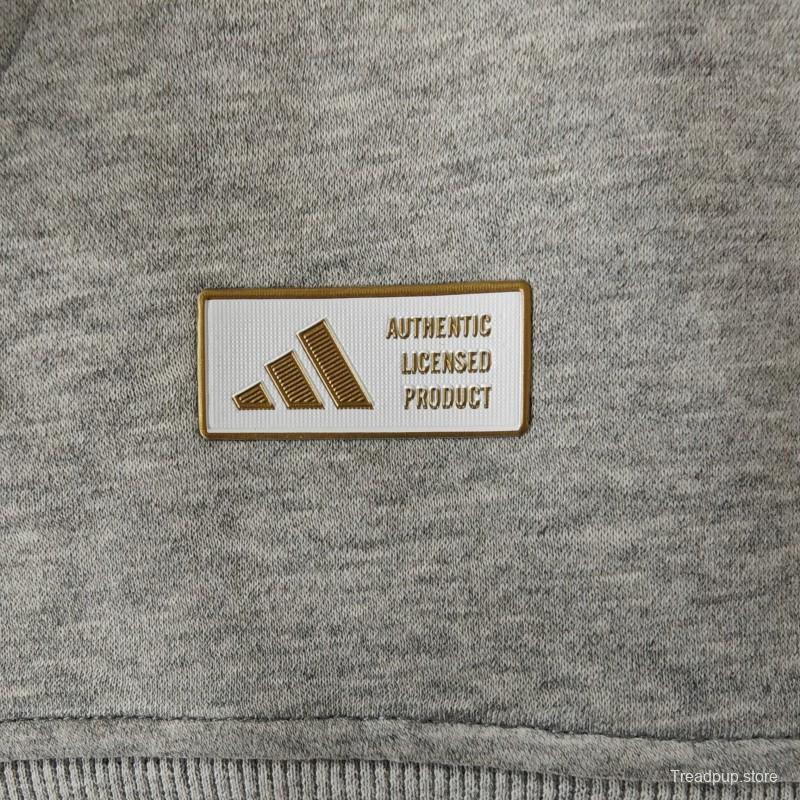 AUTHENTIC
LICENSED
PRODUCT
Treadpup.store